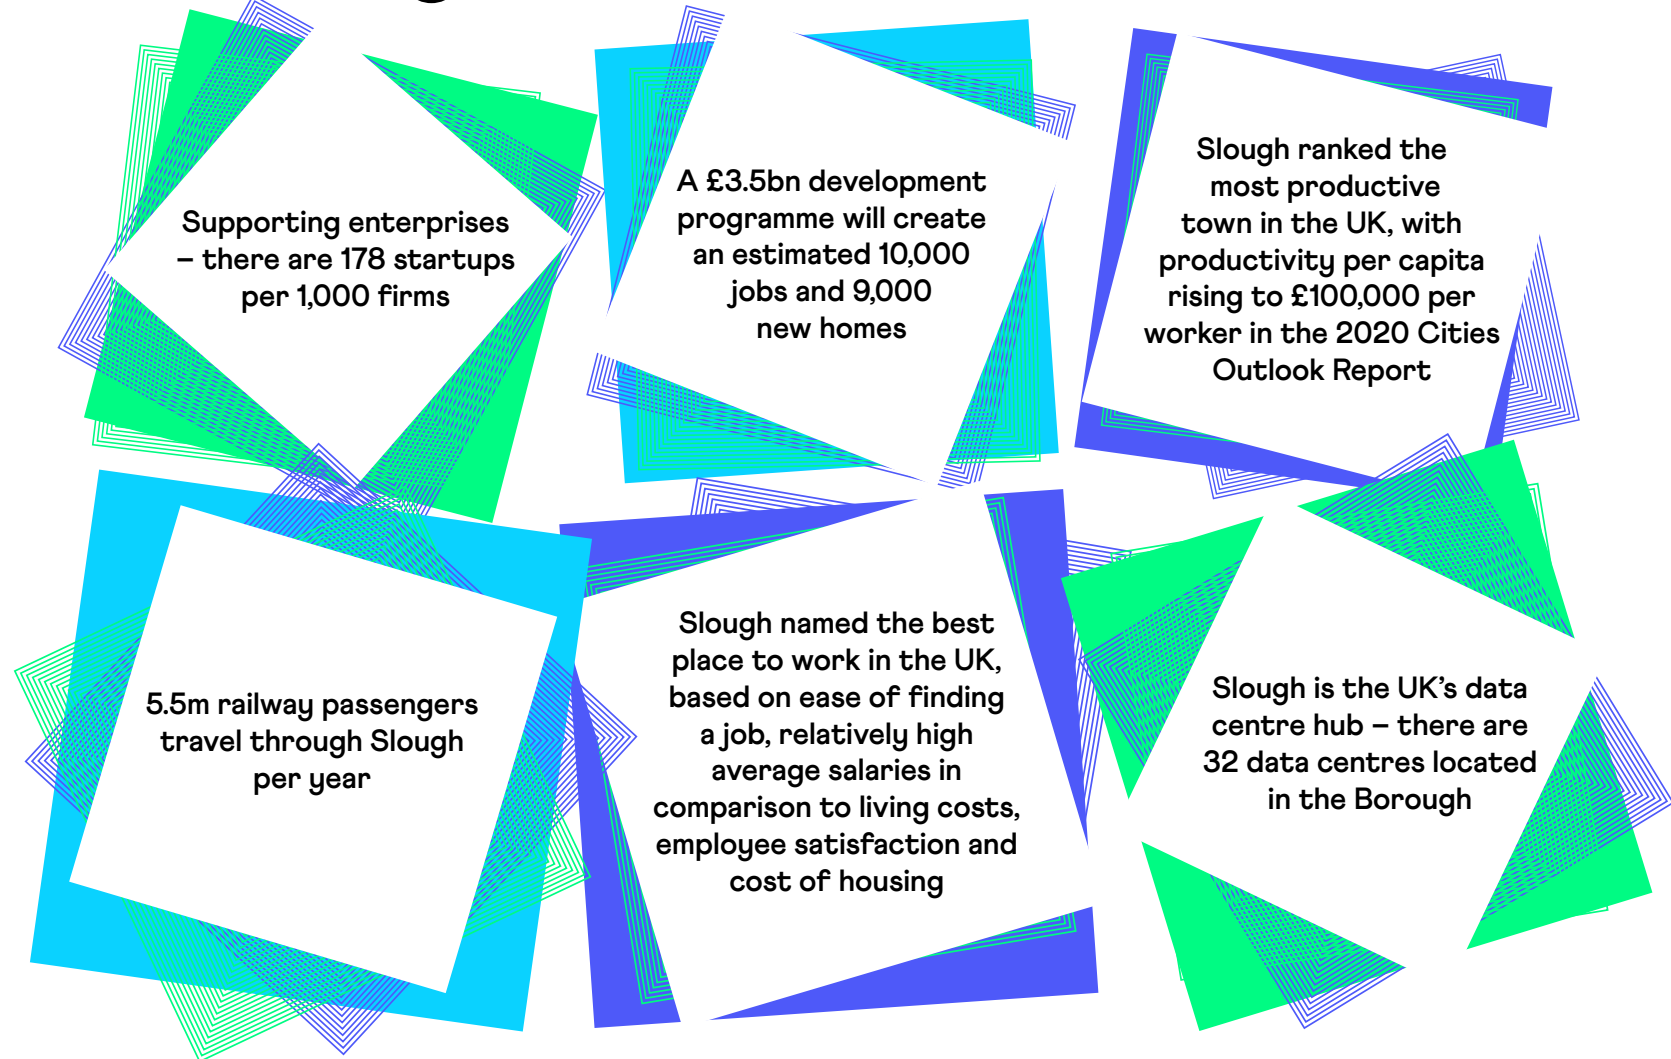 Supporting enterprises
– there are 178 startups
per 1,000 firms
A £3.5bn development
programme will create
an estimated 10,000
jobs and 9,000
new homes
Slough ranked the
most productive
town in the UK, with
productivity per capita
rising to £100,000 per
worker in the 2020 Cities
Outlook Report
5.5m railway passengers
travel through Slough
per year
Slough named the best
place to work in the UK,
based on ease of finding
a job, relatively high
average salaries in
comparison to living costs,
employee satisfaction and
cost of housing
Slough is the UK’s data
centre hub – there are
32 data centres located
in the Borough